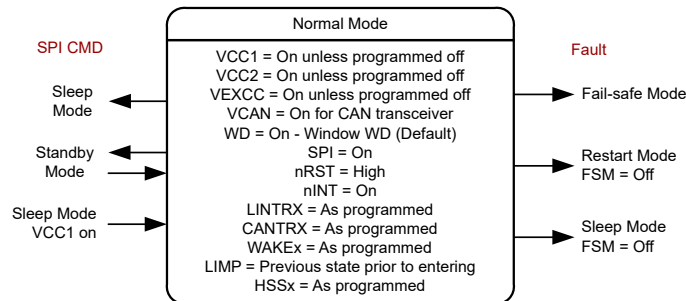 Normal Mode
SPI CMD
Fault
VCC1 = On unless programmed off
VCC2 = On unless programmed off
VEXCC = On unless programmed off
VCAN = On for CAN transceiver
WD = On - Window WD (Default)
SPI = On
nRST = High
nINT = On
LINTRX = As programmed
CANTRX = As programmed
WAKEx = As programmed
LIMP = Previous state prior to entering
HSSx = As programmed
Sleep
Mode
Standby
Mode
Sleep Mode
VCC1 on
Fail-safe Mode
Restart Mode
FSM = Off
Sleep Mode
FSM = Off